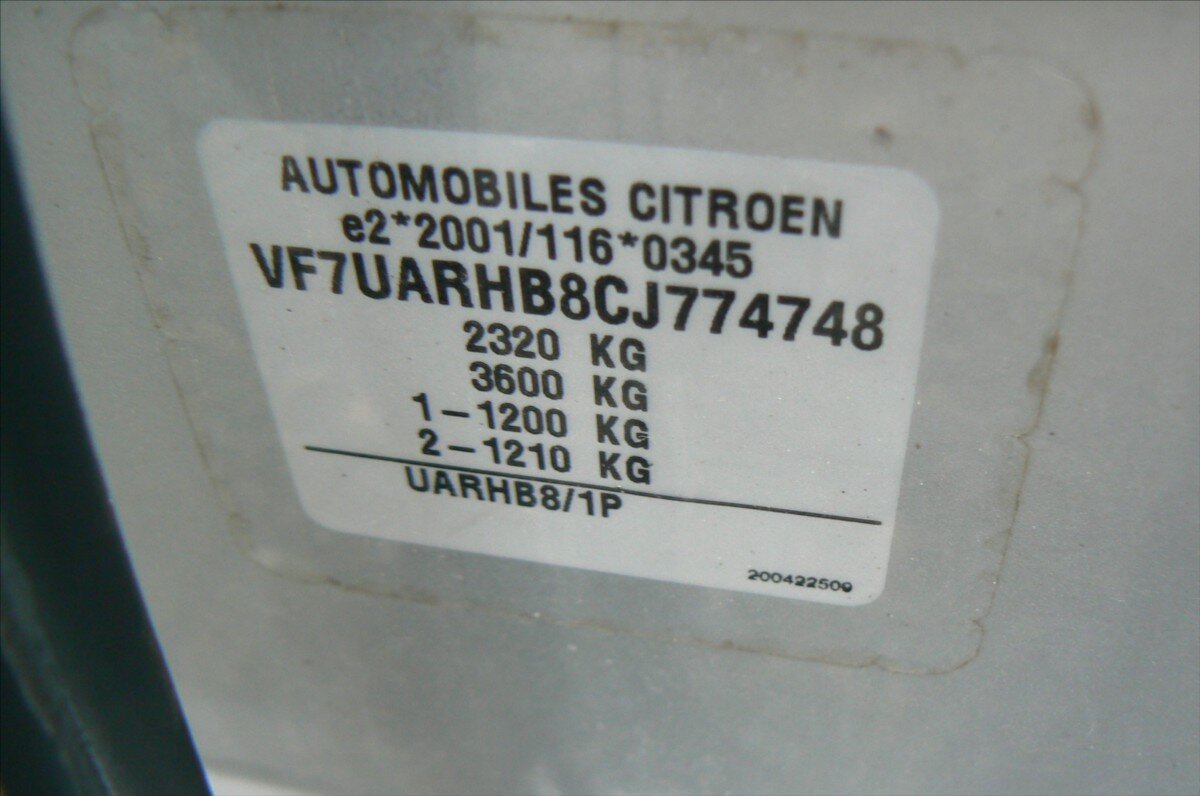 AUTOMOBILES CITROEN
e2*2001/116*0345
VF7UARHB8CJ774748
2320 KG
3600 KG
1-1200 KG
2-1210 KG
UARHB8/1P
200422509